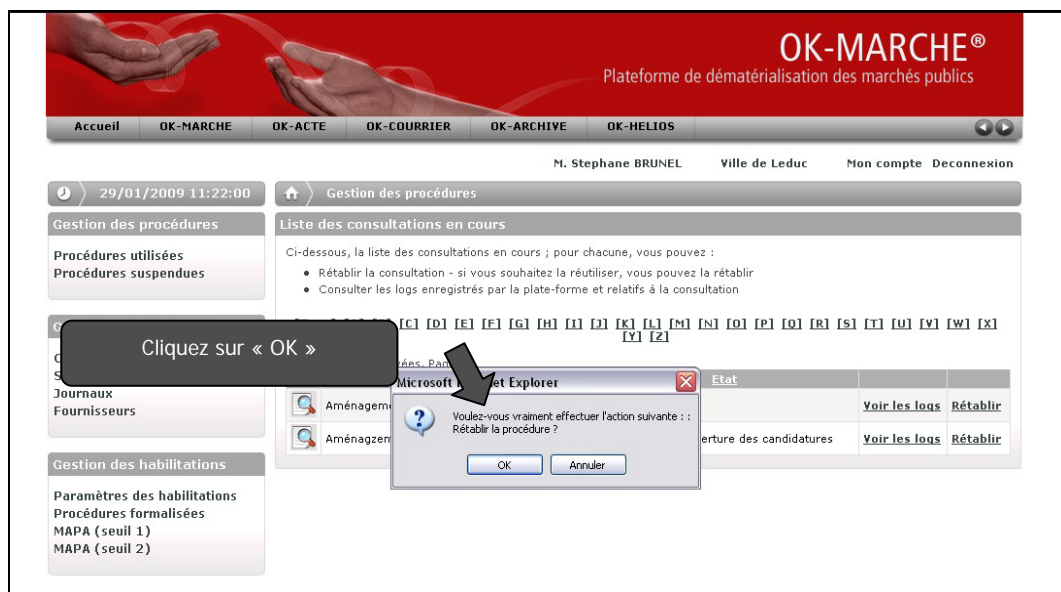 OK-MARCHE®
Plateforme de dématérialisation des marchés publics
Accueil OK-MARCHE OK-ACTE OK-COURRIER OK-ARCHIVE OK-HELIOS
M. Stephane BRUNEL Ville de Leduc Mon compte Deconnexion
29/01/2009 11:22:00
Gestion des procédures
Gestion des procédures
Procédures utilisées
Procédures suspendues
Journaux
Fournisseurs
Gestion des habilitations
Paramètres des habilitations
Procédures formalisées
MAPA (seuil 1)
MAPA (seuil 2)
Liste des consultations en cours
Ci-dessous, la liste des consultations en cours ; pour chacune, vous pouvez :
• Rétablir la consultation - si vous souhaitez la réutiliser, vous pouvez la rétablir
• Consulter les logs enregistrés par la plate-forme et relatifs à la consultation
[C] [D] [E] [F] [G] [H] [I] [J] [K] [L] [M] [N] [O] [P] [Q] [R] [S] [T] [U] [V] [W] [X]
[Y] [Z]
Etat
Voir les logs Rétablir
erture des candidatures Voir les logs Rétablir
Cliquez sur « OK »
Microsoft Explorer
Voulez-vous vraiment effectuer l'action suivante : :
Rétablir la procédure ?
OK Annuler